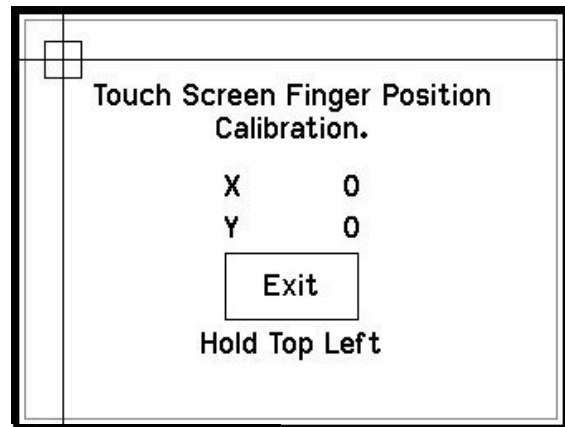 Touch Screen Finger Position
Calibration.
X 0
Y 0
Exit
Hold Top Left